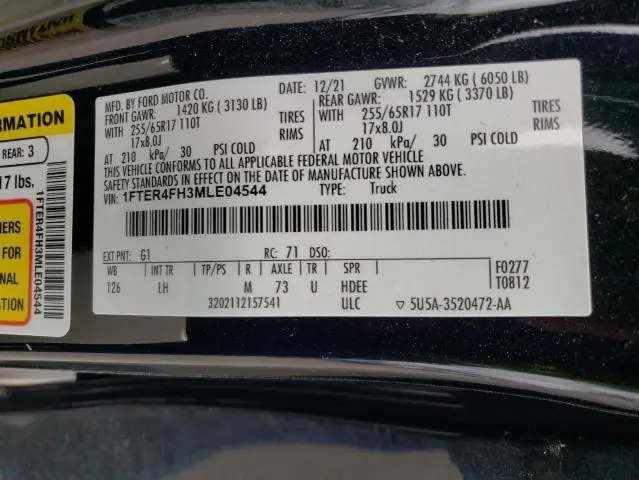 RMATION
REAR: 3
17 lbs.
S
FOR
NAL
ATION
1FTER4FH3MLE04544
MFD. BY FORD MOTOR CO.
DATE: 12/21 GVWR: 2744 KG ( 6050 LB)
FRONT GAWR: 1420 KG ( 3130 LB) REAR GAWR: 1529 KG ( 3370 LB)
WITH 255/65R17 110T TIRES WITH 255/65R17 110T TIRES
17x8.0J RIMS 17x8.0J RIMS
AT 210 kPa/ 30 PSI COLD AT 210 kPa/ 30 PSI COLD
THIS VEHICLE CONFORMS TO ALL APPLICABLE FEDERAL MOTOR VEHICLE
SAFETY STANDARDS IN EFFECT ON THE DATE OF MANUFACTURE SHOWN ABOVE.
VIN: 1FTER4FH3MLE04544 TYPE: Truck
EXT PNT: G1 RC: 71 DSO:
WB INT TR TP/PS R AXLE TR SPR F0277
126 LH M 73 U HDEE T0812
3202112157541 ULC ▽ 5U5A-3520472-AA